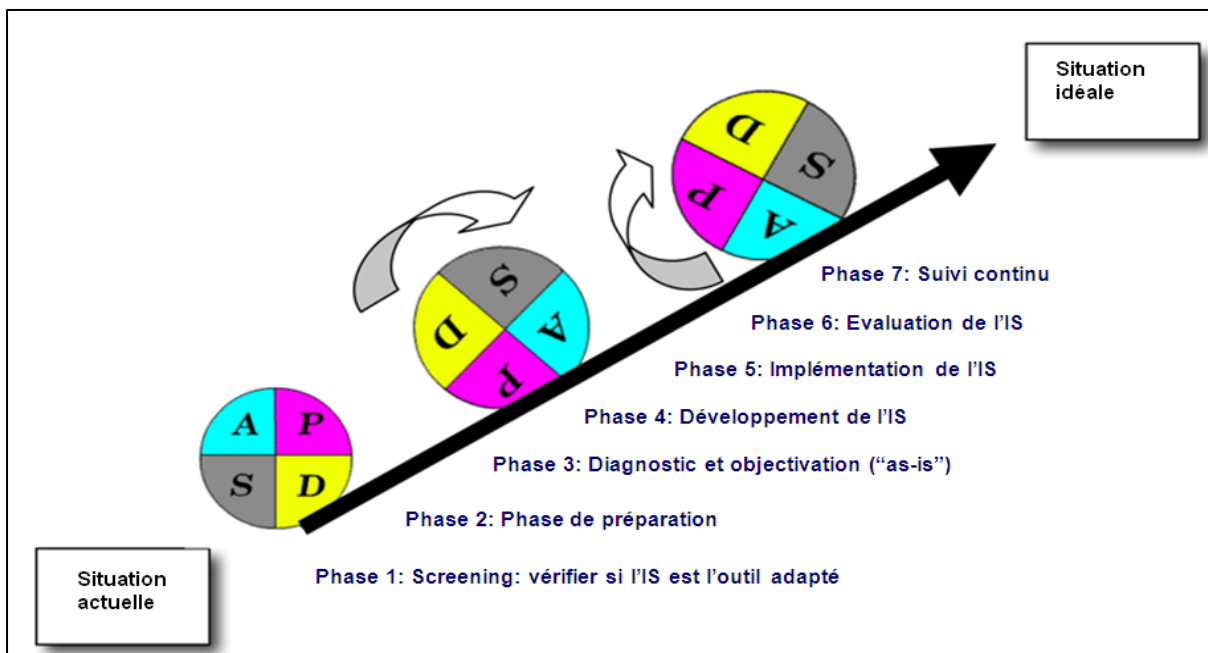 Situation
idéale
D
S
P
A
S
D
A
P
A P
S D
Phase 7: Suivi continu
Phase 6: Evaluation de l'IS
Phase 5: Implémentation de l'IS
Phase 4: Développement de l'IS
Phase 3: Diagnostic et objectivation (“as-is”)
Phase 2: Phase de préparation
Phase 1: Screening: vérifier si l'IS est l'outil adapté
Situation
actuelle